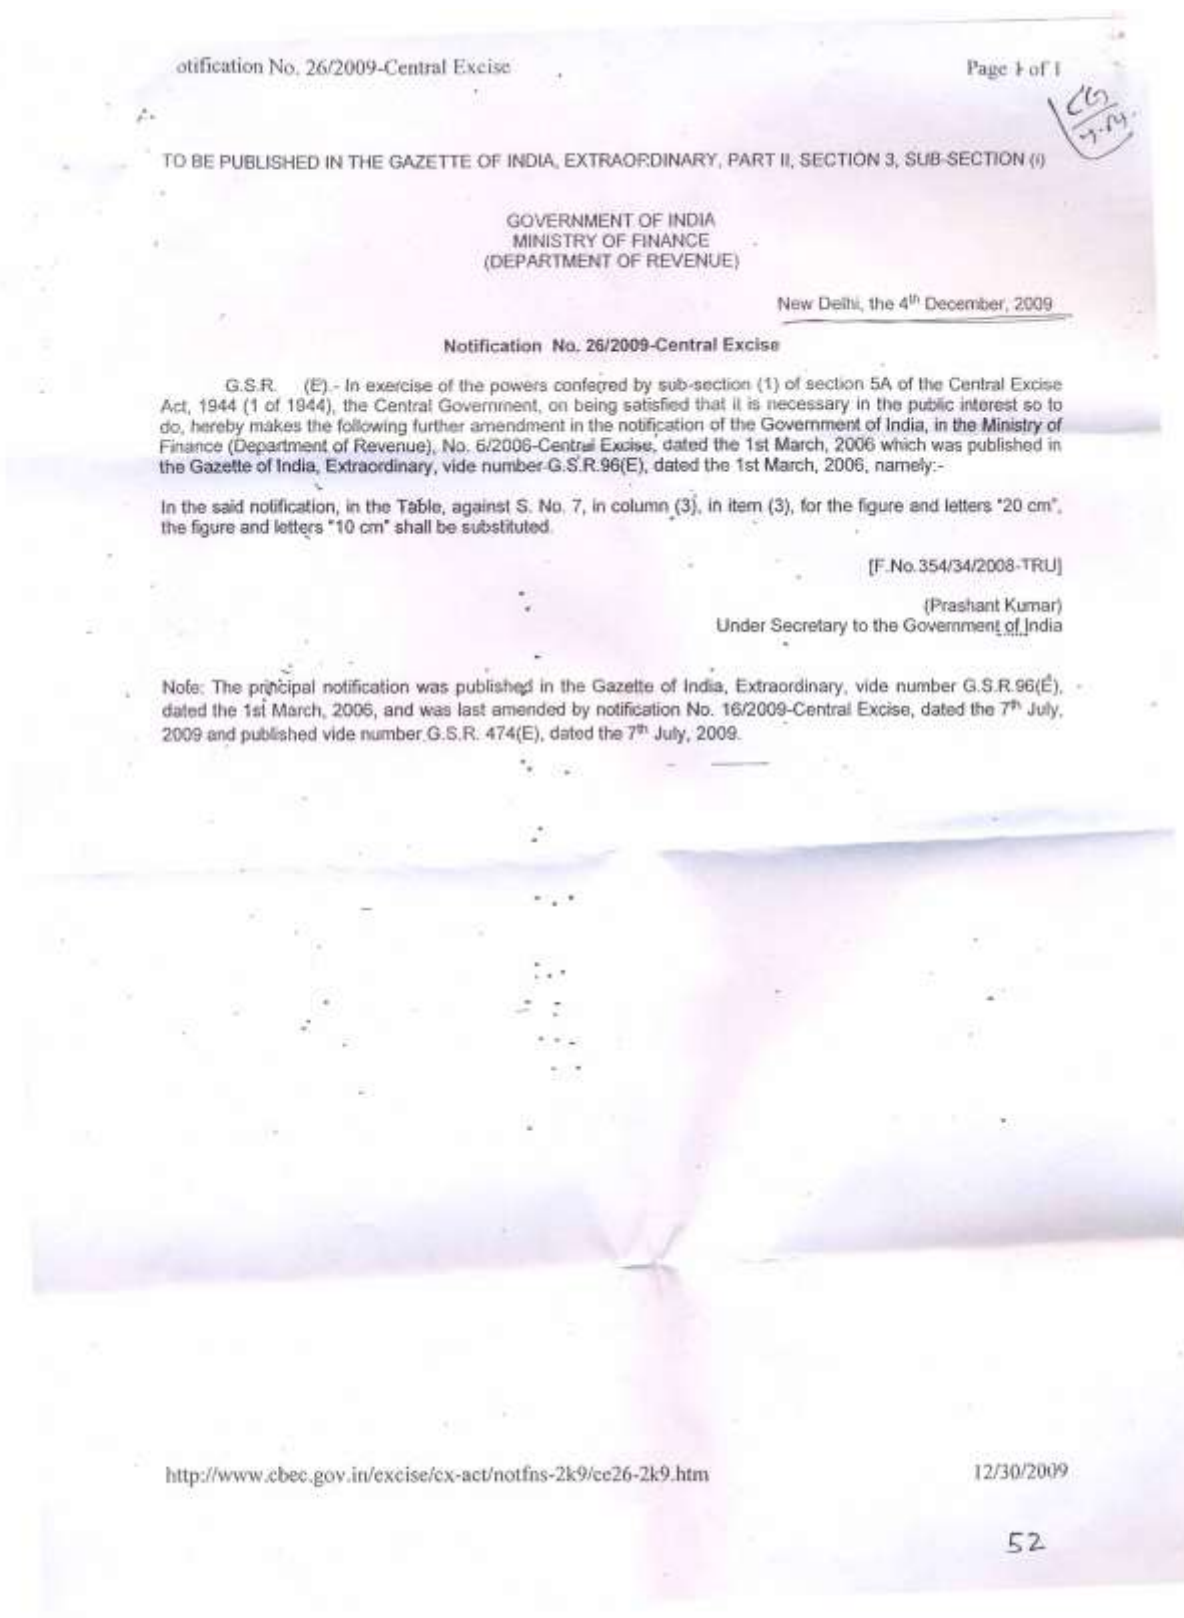 otification No. 26/2009-Central Excise
Page 1 of 1
TO BE PUBLISHED IN THE GAZETTE OF INDIA, EXTRAORDINARY, PART II, SECTION 3, SUB-SECTION (i)
GOVERNMENT OF INDIA
MINISTRY OF FINANCE
(DEPARTMENT OF REVENUE)
New Delhi, the 4th December, 2009
Notification No. 26/2009-Central Excise
G.S.R. (E).- In exercise of the powers conferred by sub-section (1) of section 5A of the Central Excise
Act, 1944 (1 of 1944), the Central Government, on being satisfied that it is necessary in the public interest so to
do, hereby makes the following further amendment in the notification of the Government of India, in the Ministry of
Finance (Department of Revenue), No. 6/2006-Central Excise, dated the 1st March, 2006 which was published in
the Gazette of India, Extraordinary, vide number G.S.R.96(E), dated the 1st March, 2006, namely:-
In the said notification, in the Table, against S. No. 7, in column (3), in item (3), for the figure and letters "20 cm",
the figure and letters "10 cm" shall be substituted.
[F.No.354/34/2008-TRU]
(Prashant Kumar)
Under Secretary to the Government of India
Note: The principal notification was published in the Gazette of India, Extraordinary, vide number G.S.R.96(E),
dated the 1st March, 2006, and was last amended by notification No. 16/2009-Central Excise, dated the 7th July,
2009 and published vide number G.S.R. 474(E), dated the 7th July, 2009.
http://www.cbec.gov.in/excise/cx-act/notfns-2k9/ce26-2k9.htm
12/30/2009
52